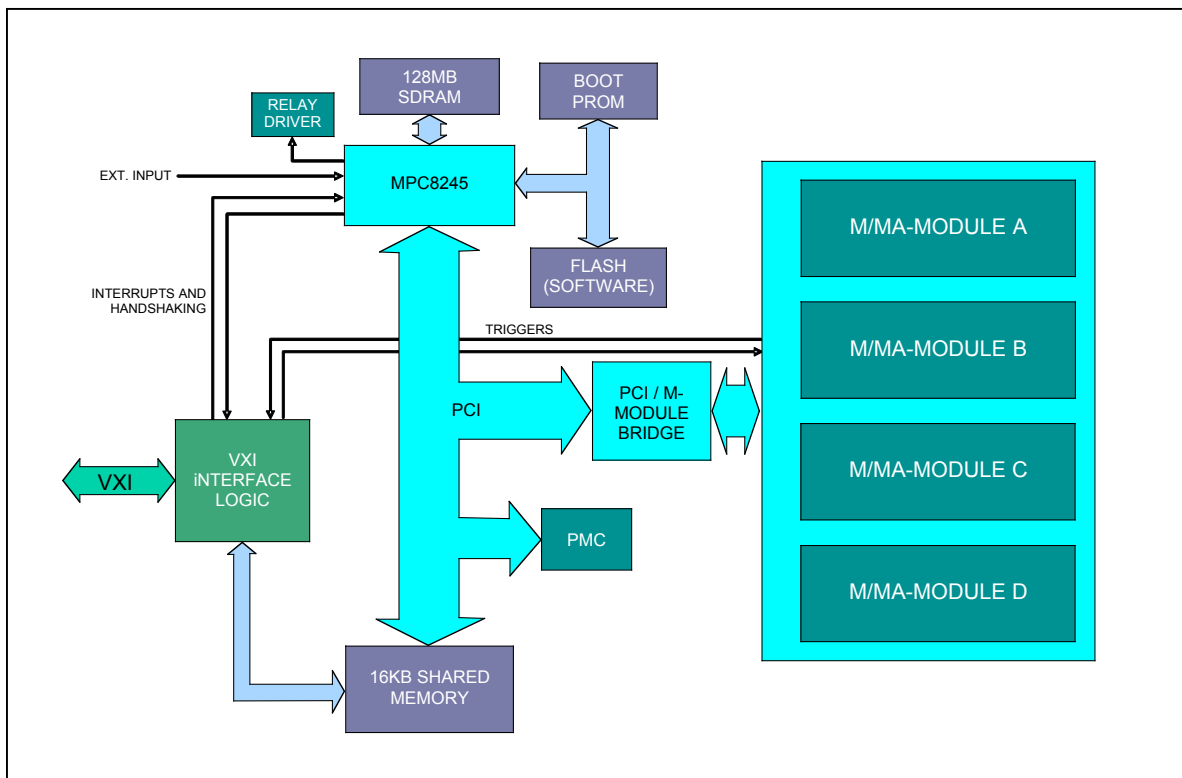 128MB
SDRAM
BOOT
PROM
RELAY
DRIVER
EXT. INPUT
MPC8245
M/MA-MODULE A
FLASH
(SOFTWARE)
INTERRUPTS AND
HANDSHAKING
TRIGGERS
M/MA-MODULE B
PCI
PCI / M-
MODULE
BRIDGE
VXI
VXI
iNTERFACE
LOGIC
M/MA-MODULE C
PMC
M/MA-MODULE D
16KB SHARED
MEMORY